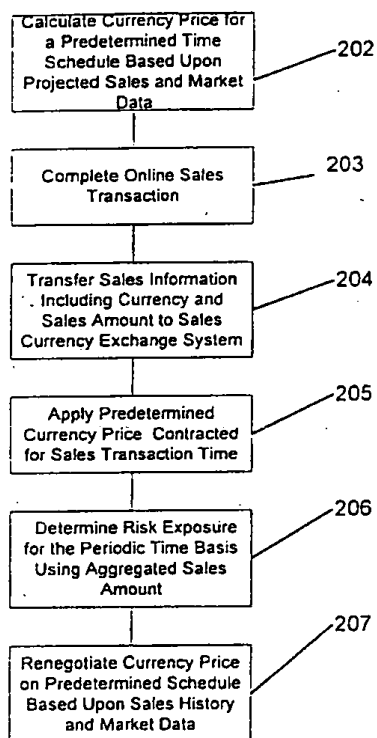 Calculate Currency Price for
a Predetermined Time
Schedule Based Upon
Projected Sales and Market
Data
202
Complete Online Sales
Transaction
203
Transfer Sales Information
Including Currency and
Sales Amount to Sales
Currency Exchange System
204
Apply Predetermined
Currency Price Contracted
for Sales Transaction Time
205
Determine Risk Exposure
for the Periodic Time Basis
Using Aggregated Sales
Amount
206
Renegotiate Currency Price
on Predetermined Schedule
Based Upon Sales History
and Market Data
207